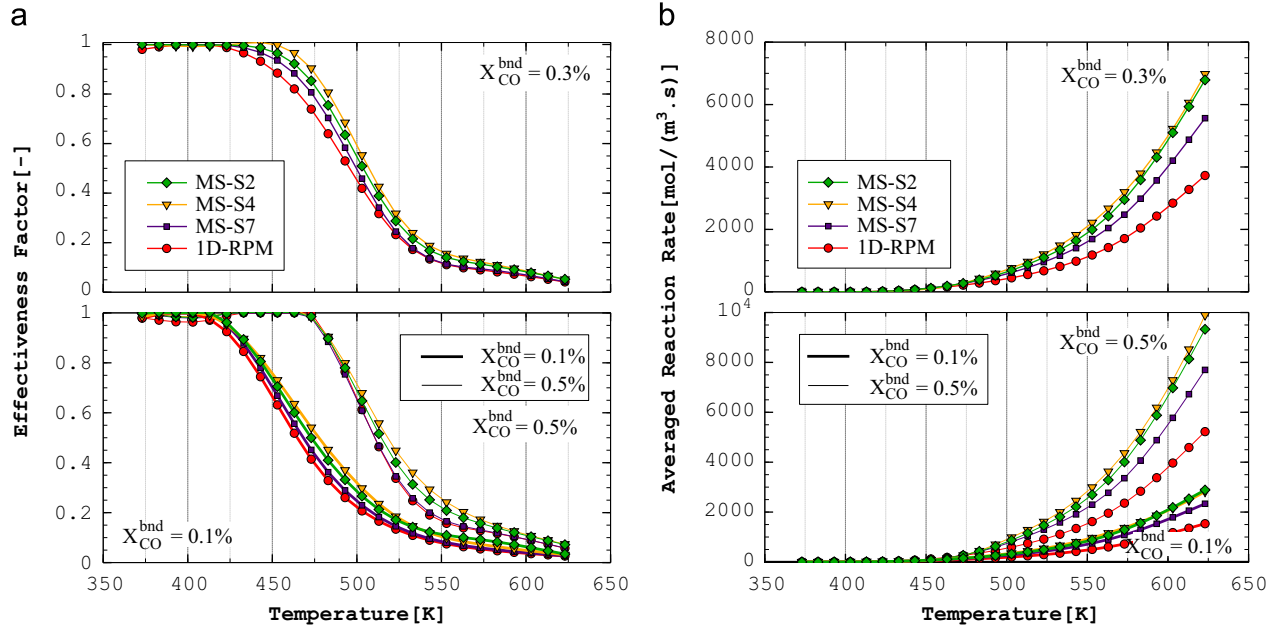 a
b
1
0.8
0.6
0.4
0.2
0
X_CO^bnd = 0.3%
MS-S2
MS-S4
MS-S7
1D-RPM
1
0.8
0.6
0.4
0.2
0
X_CO^bnd = 0.1%
X_CO^bnd = 0.5%
X_CO^bnd = 0.5%
X_CO^bnd = 0.1%
350 400 450 500 550 600 650
Temperature[K]
Effectiveness Factor[-]
8000
6000
4000
2000
0
X_CO^bnd = 0.3%
MS-S2
MS-S4
MS-S7
1D-RPM
10^4
8000
6000
4000
2000
0
X_CO^bnd = 0.5%
X_CO^bnd = 0.1%
X_CO^bnd = 0.5%
X_CO^bnd = 0.1%
350 400 450 500 550 600 650
Temperature[K]
Averaged Reaction Rate[mol/(m^3.s)]